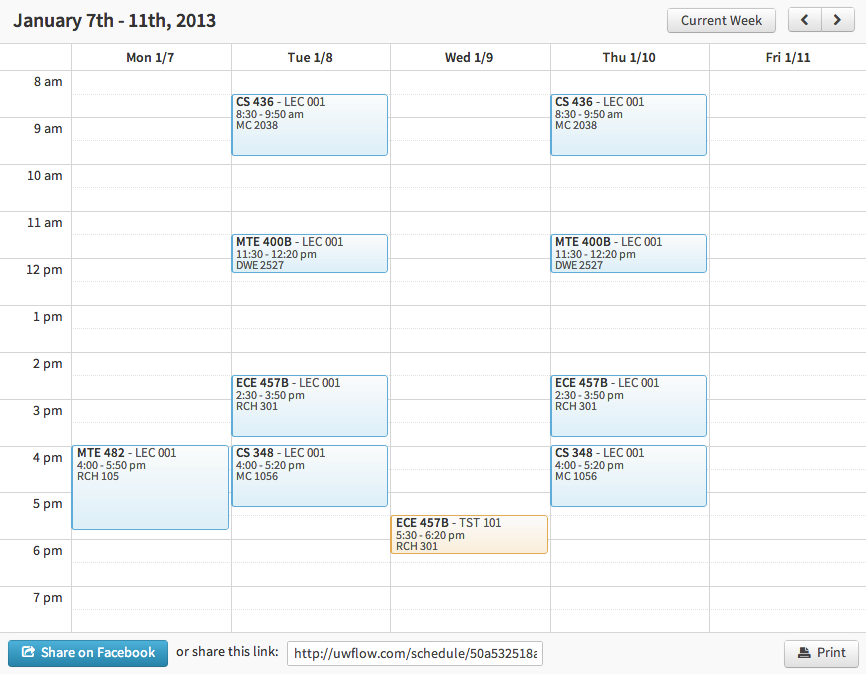 January 7th - 11th, 2013
Current Week
Mon 1/7
Tue 1/8
Wed 1/9
Thu 1/10
Fri 1/11
8 am
9 am
10 am
11 am
12 pm
1 pm
2 pm
3 pm
4 pm
5 pm
6 pm
7 pm
MTE 482 - LEC 001
4:00 - 5:50 pm
RCH 105
CS 436 - LEC 001
8:30 - 9:50 am
MC 2038
MTE 400B - LEC 001
11:30 - 12:20 pm
DWE 2527
ECE 457B - LEC 001
2:30 - 3:50 pm
RCH 301
CS 348 - LEC 001
4:00 - 5:20 pm
MC 1056
ECE 457B - TST 101
5:30 - 6:20 pm
RCH 301
CS 436 - LEC 001
8:30 - 9:50 am
MC 2038
MTE 400B - LEC 001
11:30 - 12:20 pm
DWE 2527
ECE 457B - LEC 001
2:30 - 3:50 pm
RCH 301
CS 348 - LEC 001
4:00 - 5:20 pm
MC 1056
Share on Facebook
or share this link:
http://uwflow.com/schedule/50a532518a
Print